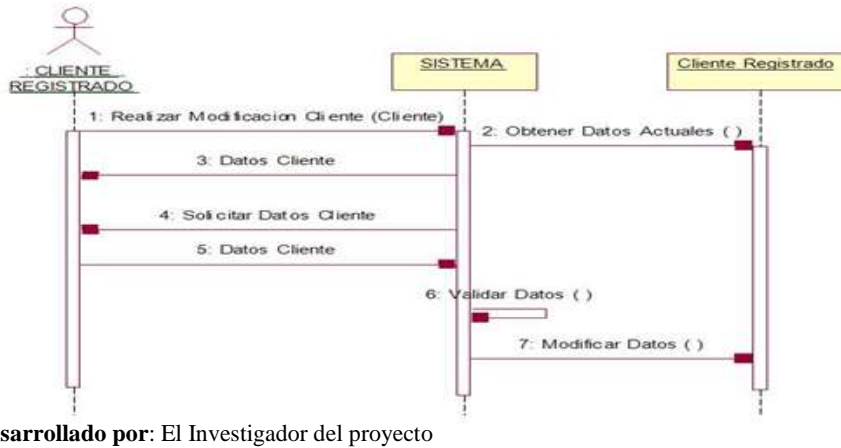 : CLIENTE
REGISTRADO
SISTEMA
Cliente Registrado
1: Realizar Modificacion Cliente (Cliente)
2: Obtener Datos Actuales ( )
3: Datos Cliente
4: Solicitar Datos Cliente
5: Datos Cliente
6: Validar Datos ( )
7: Modificar Datos ( )
sarrollado por: El Investigador del proyecto